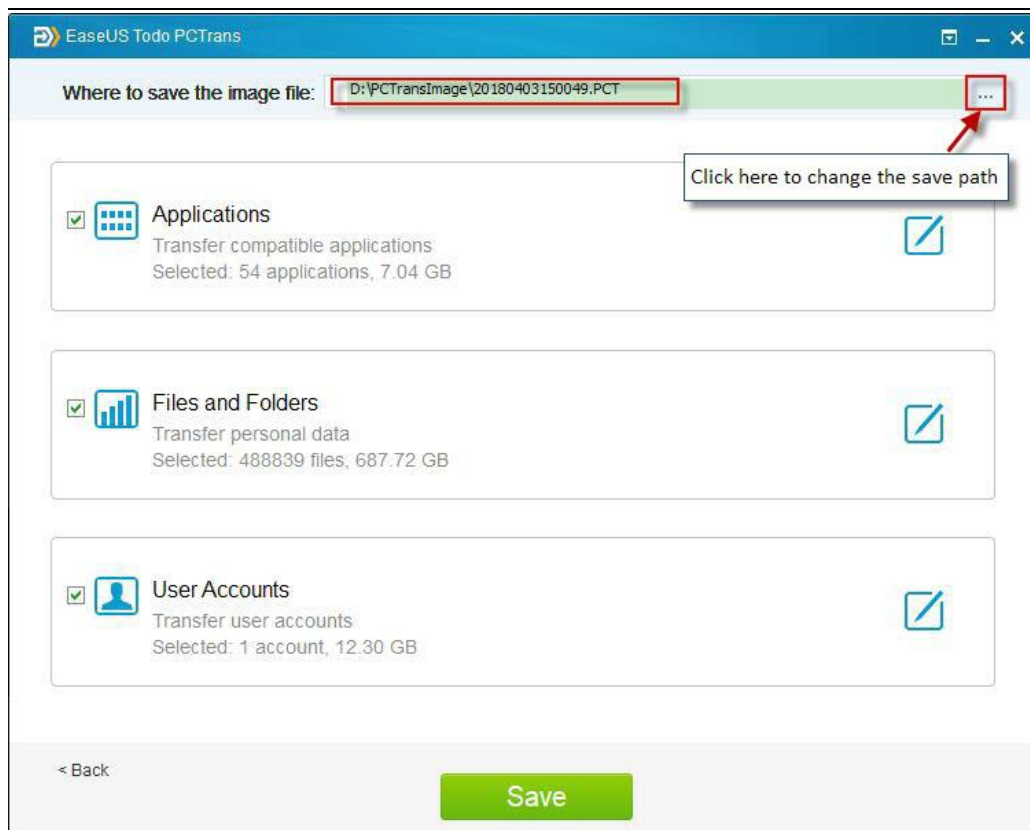 EaseUS Todo PCTrans
Where to save the image file: D:\PCTransImage\20180403150049.PCT ...
Click here to change the save path
Applications
Transfer compatible applications
Selected: 54 applications, 7.04 GB
Files and Folders
Transfer personal data
Selected: 488839 files, 687.72 GB
User Accounts
Transfer user accounts
Selected: 1 account, 12.30 GB
< Back
Save